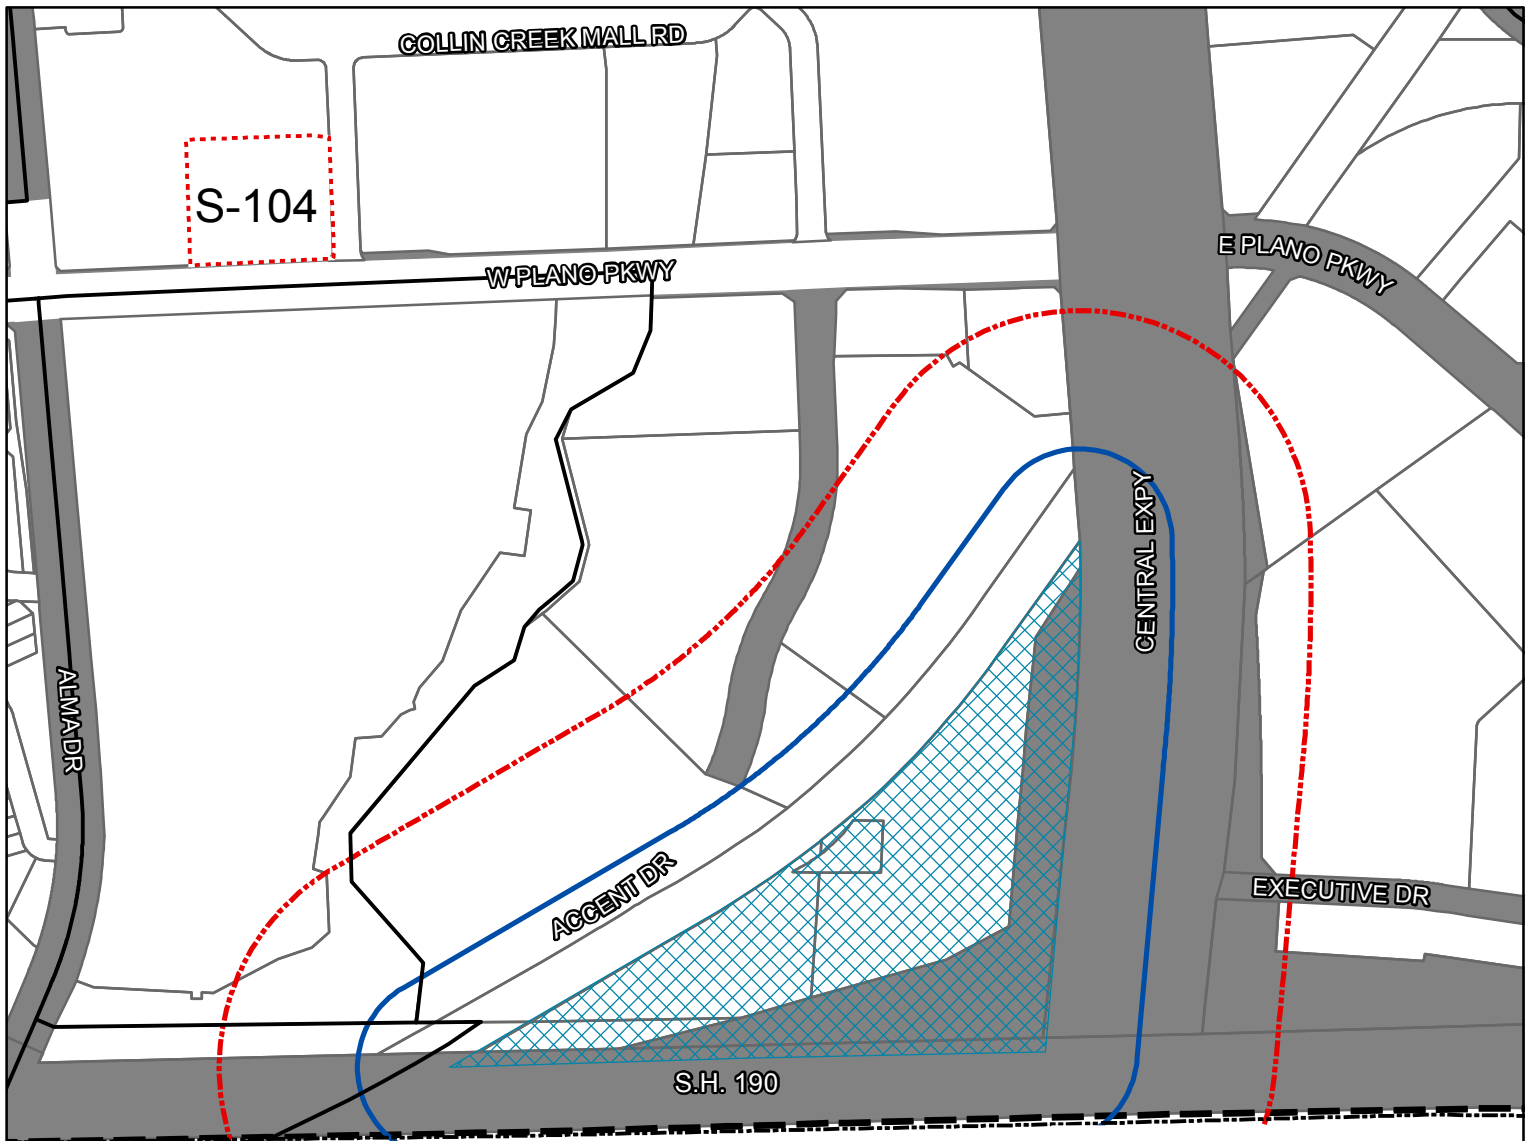 COLLIN CREEK MALL RD
S-104
E PLANO PKWY
W PLANO PKWY
CENTRAL EXPY
ALMA DR
ACCENT DR
EXECUTIVE DR
S.H. 190